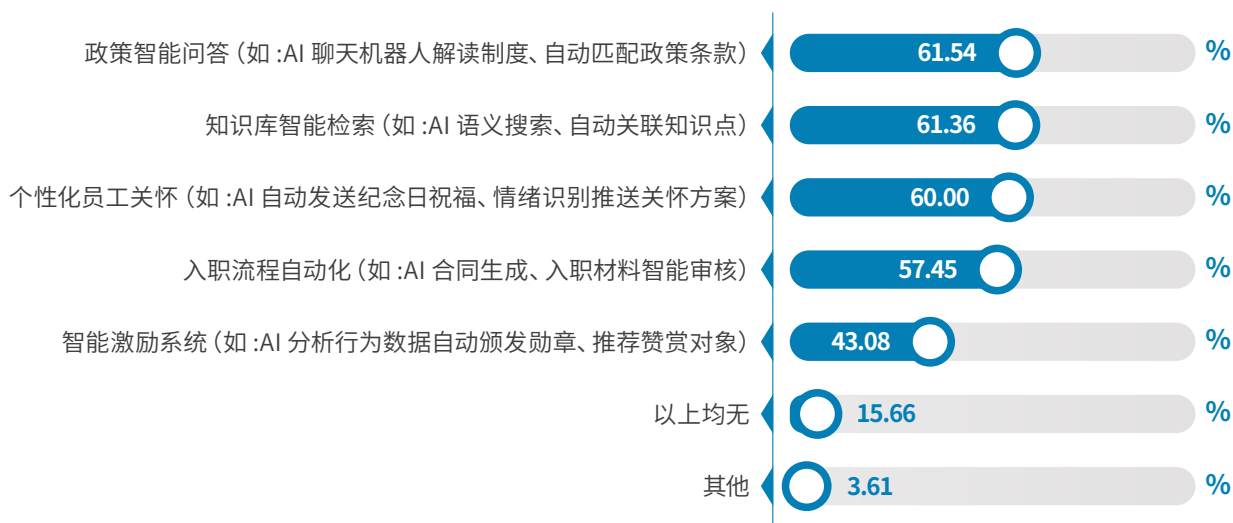 政策智能问答（如 :AI 聊天机器人解读制度、自动匹配政策条款） 61.54 %
知识库智能检索（如 :AI 语义搜索、自动关联知识点） 61.36 %
个性化员工关怀（如 :AI 自动发送纪念日祝福、情绪识别推送关怀方案） 60.00 %
入职流程自动化（如 :AI 合同生成、入职材料智能审核） 57.45 %
智能激励系统（如 :AI 分析行为数据自动颁发勋章、推荐赞赏对象） 43.08 %
以上均无 15.66 %
其他 3.61 %